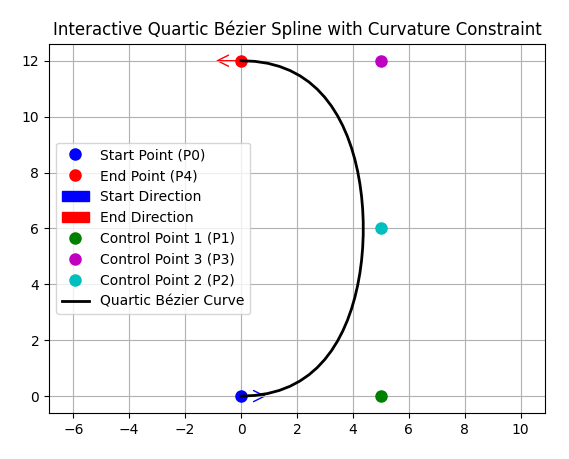 Interactive Quartic Bézier Spline with Curvature Constraint
12
10
8
6
4
2
0
Start Point (P0)
End Point (P4)
Start Direction
End Direction
Control Point 1 (P1)
Control Point 3 (P3)
Control Point 2 (P2)
Quartic Bézier Curve
−6 −4 −2 0 2 4 6 8 10